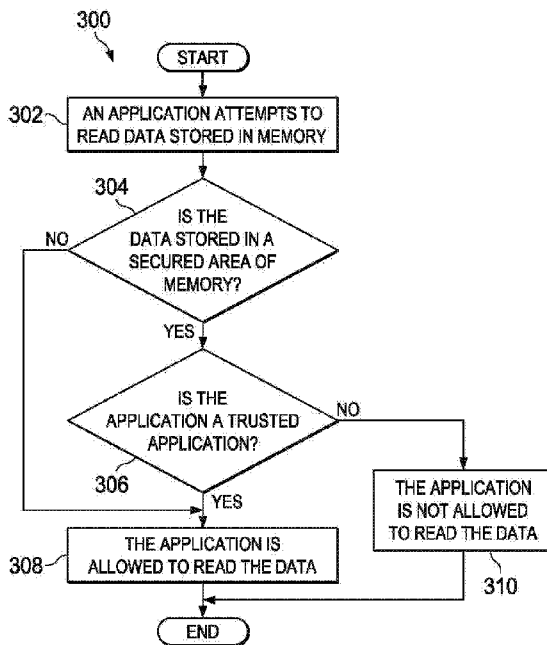 300
START
302
AN APPLICATION ATTEMPTS TO
READ DATA STORED IN MEMORY
304
IS THE
DATA STORED IN A
SECURED AREA OF
MEMORY?
NO
YES
IS THE
APPLICATION A TRUSTED
APPLICATION?
NO
306
YES
THE APPLICATION
IS NOT ALLOWED
TO READ THE DATA
310
308
THE APPLICATION IS
ALLOWED TO READ THE DATA
END